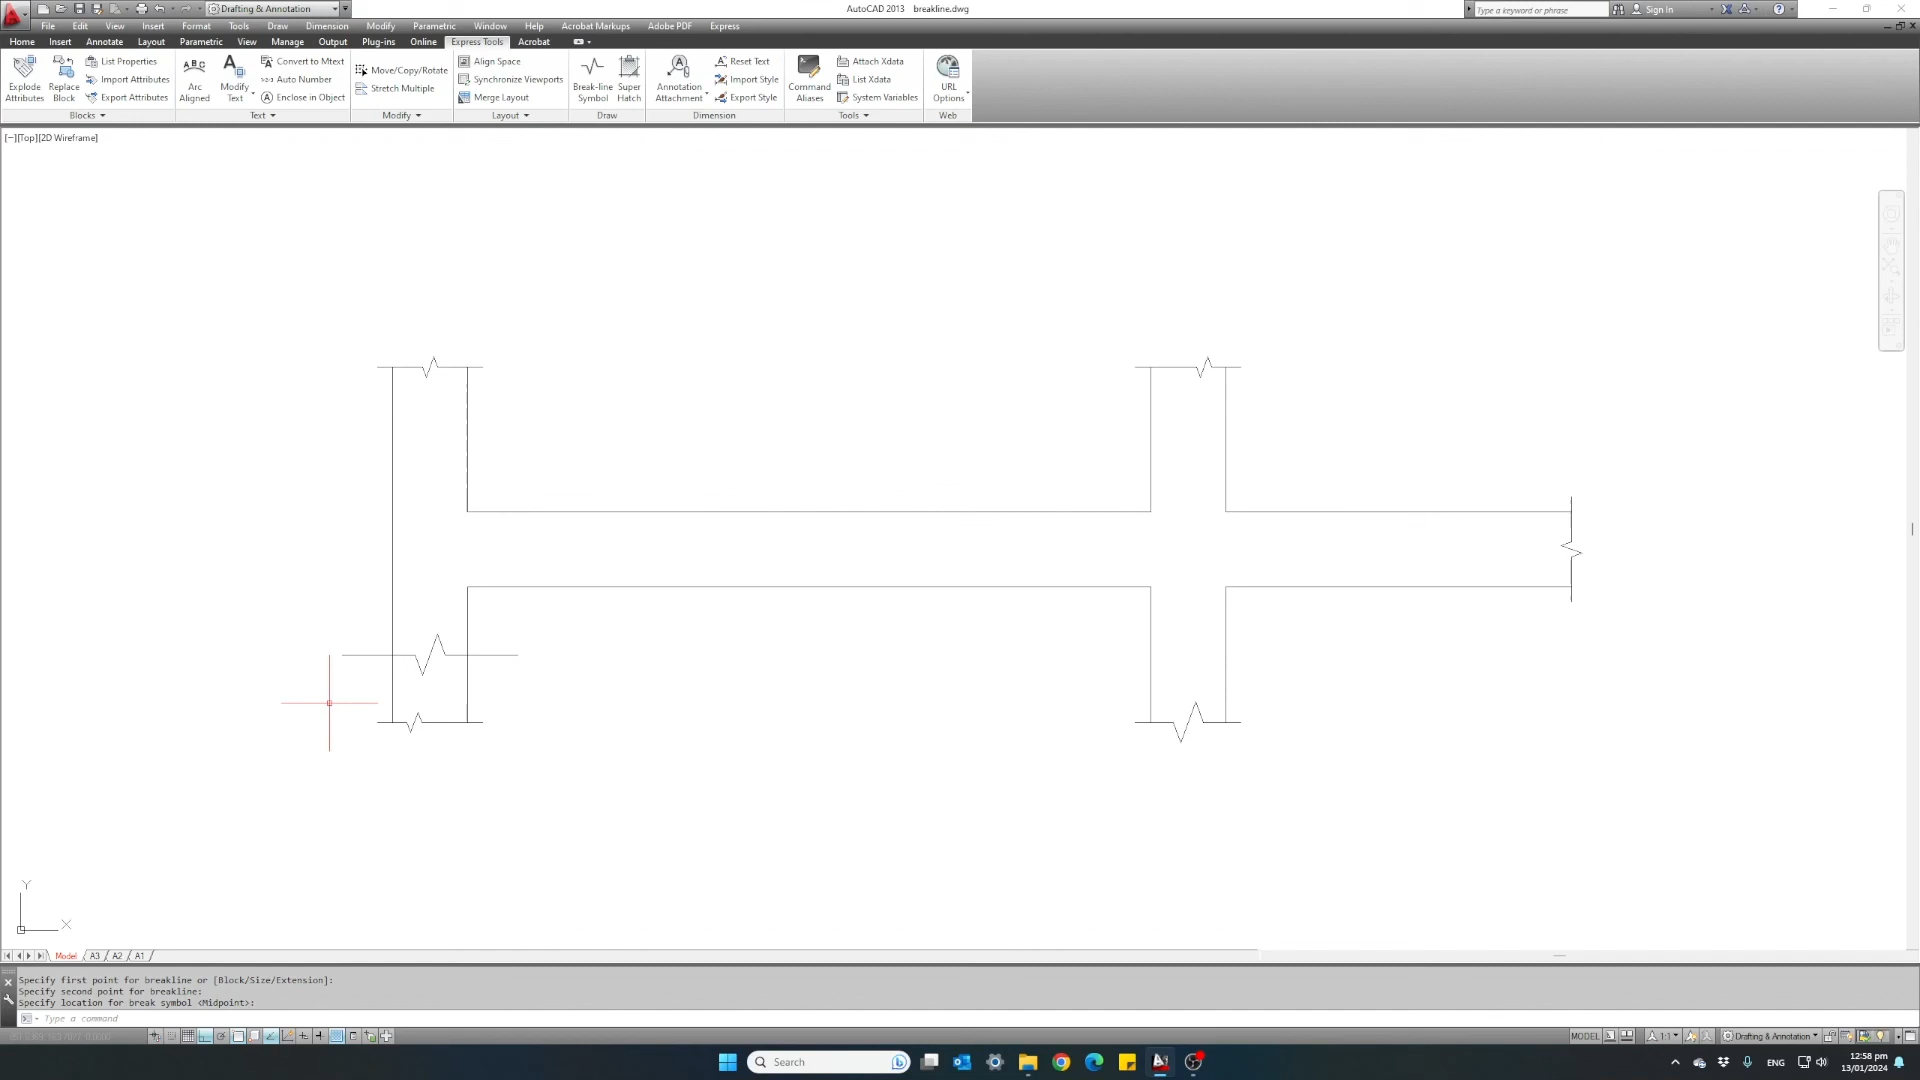 Drafting & Annotation
AutoCAD 2013 breakline.dwg
Type a keyword or phrase
Sign In
File Edit View Insert Format Tools Draw Dimension Modify Parametric Window Help Acrobat Markups Adobe PDF Express
Home Insert Annotate Layout Parametric View Manage Output Plug-ins Online Express Tools Acrobat
Explode Attributes
Replace Block
List Properties
Import Attributes
Export Attributes
Blocks
ABC
Arc Aligned
A
Modify Text
Convert to Mtext
Auto Number
Enclose in Object
Text
Move/Copy/Rotate
Stretch Multiple
Modify
Align Space
Synchronize Viewports
Merge Layout
Layout
Break-line Symbol
Super Hatch
Draw
Annotation Attachment
Reset Text
Import Style
Export Style
Dimension
Command Aliases
Attach Xdata
List Xdata
System Variables
Tools
URL Options
Web
[−][Top][2D Wireframe]
Y
X
Model A3 A2 A1
Specify first point for breakline or [Block/Size/Extension]:
Specify second point for breakline:
Specify location for break symbol <Midpoint>:
Type a command
MODEL
1:1
Drafting & Annotation
Search
ENG
12:58 pm
13/01/2024